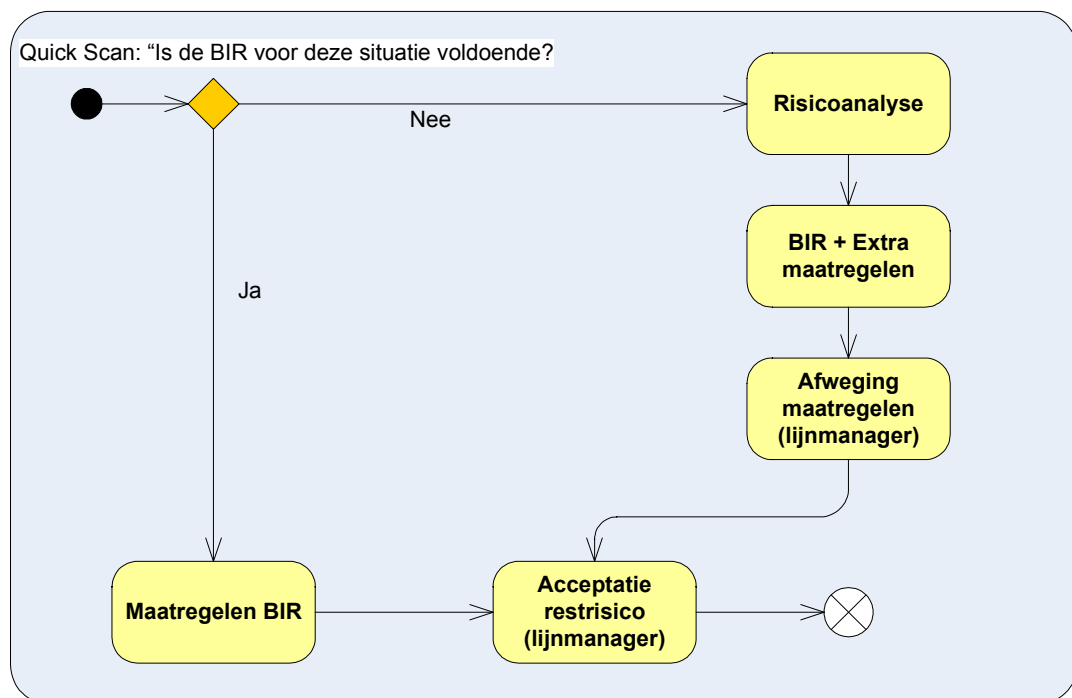 Quick Scan: “Is de BIR voor deze situatie voldoende?
Nee
Risicoanalyse
BIR + Extra
maatregelen
Ja
Afweging
maatregelen
(lijnmanager)
Maatregelen BIR
Acceptatie
restrisico
(lijnmanager)